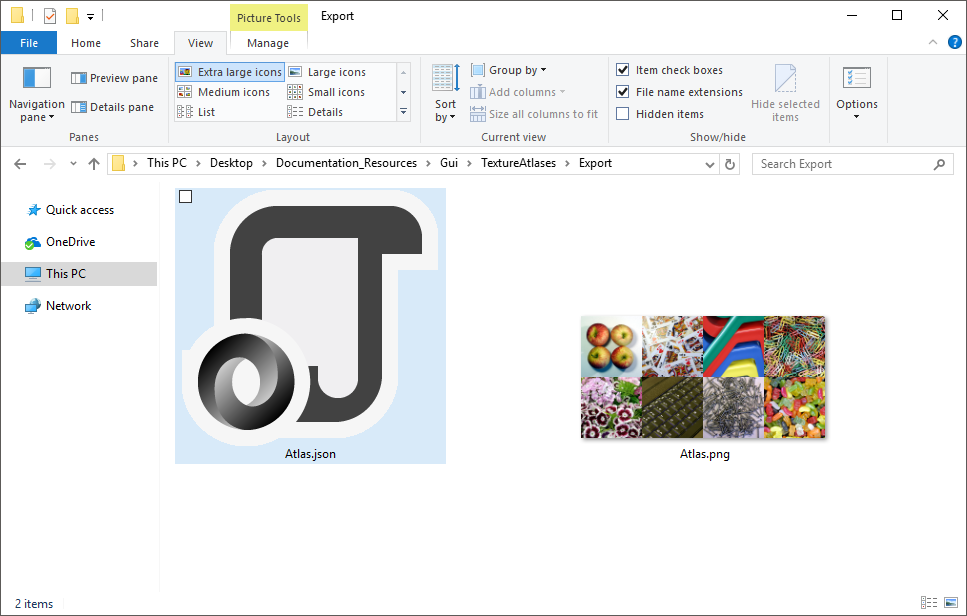 Picture Tools
Export
File
Home
Share
View
Manage
Navigation pane
Preview pane
Details pane
Panes
Extra large icons
Large icons
Medium icons
Small icons
List
Details
Layout
Sort by
Group by
Add columns
Size all columns to fit
Current view
Item check boxes
File name extensions
Hidden items
Hide selected items
Show/hide
Options
This PC > Desktop > Documentation_Resources > Gui > TextureAtlases > Export
Search Export
Quick access
OneDrive
This PC
Network
Atlas.json
Atlas.png
2 items